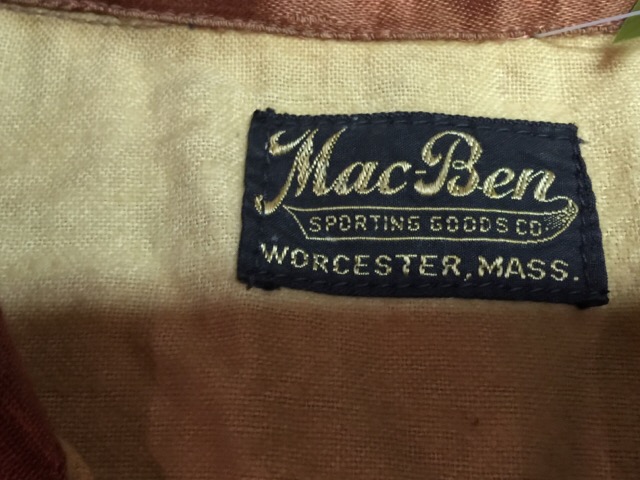 Mac-Ben
SPORTING GOODS CO.
WORCESTER, MASS.